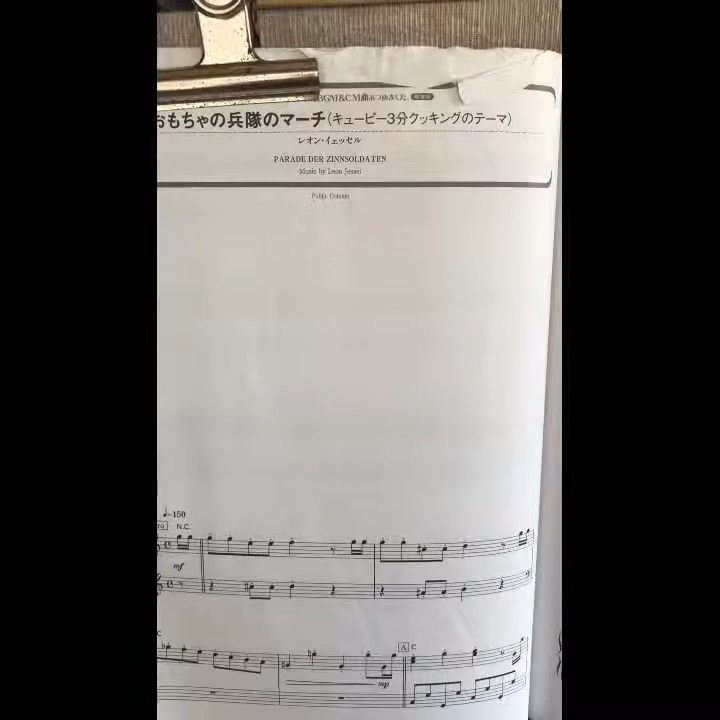 BGM&CM曲あつめました。
おもちゃの兵隊のマーチ(キューピー3分クッキングのテーマ)
レオン・イェッセル
PARADE DER ZINNSOLDATEN
Music by Leon Jessel
Public Domain
♩=150
N.C.
mf
C
A C
mp